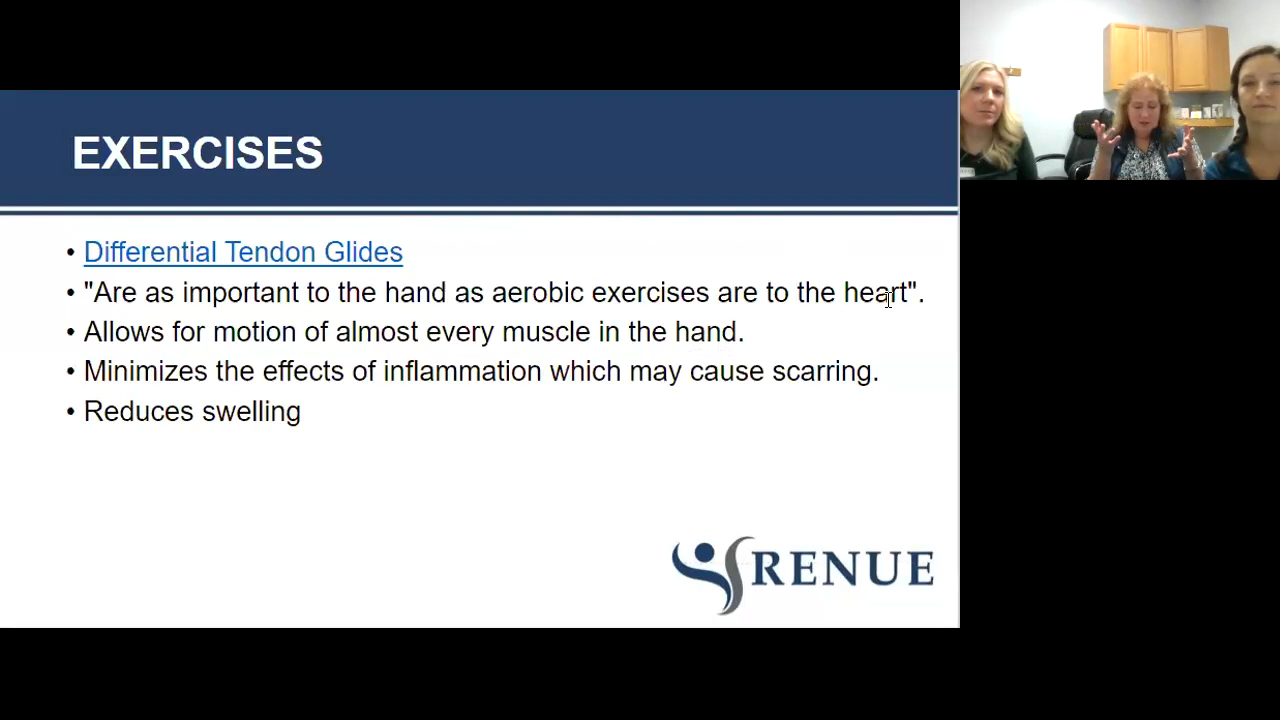 EXERCISES
• Differential Tendon Glides
• "Are as important to the hand as aerobic exercises are to the heart".
• Allows for motion of almost every muscle in the hand.
• Minimizes the effects of inflammation which may cause scarring.
• Reduces swelling
RENUE